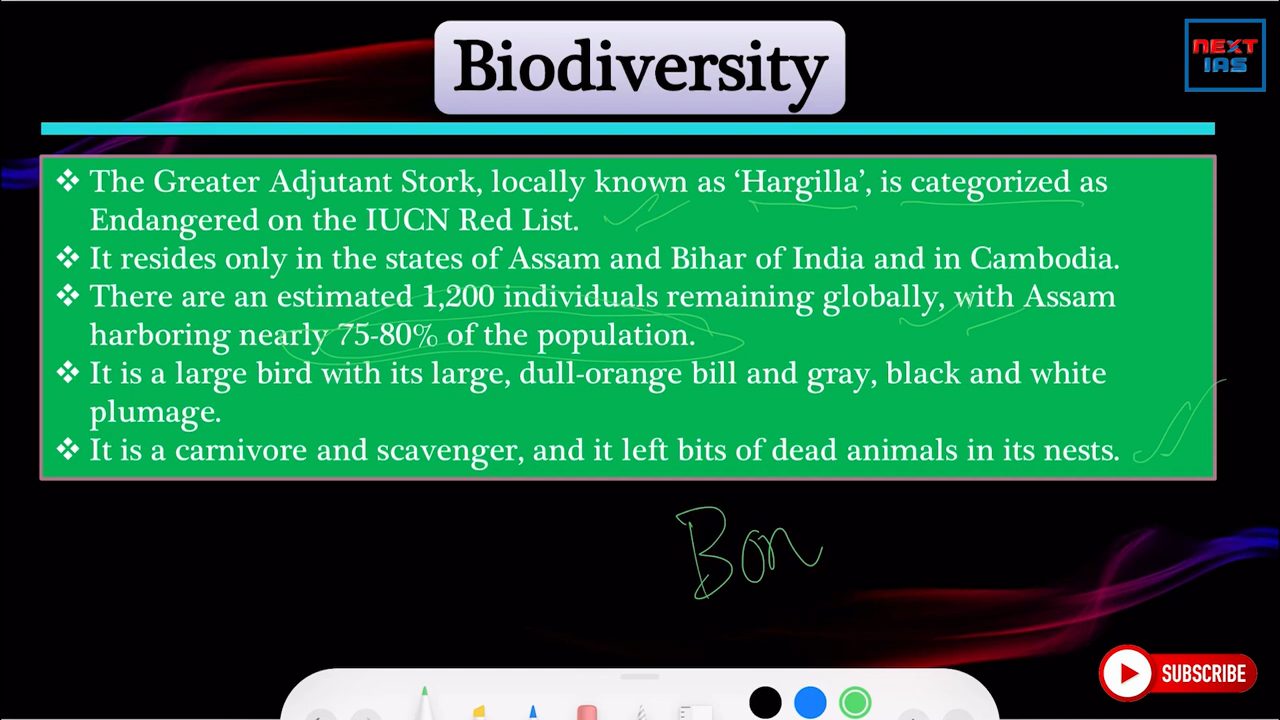 Biodiversity
NEXT
IAS
❖ The Greater Adjutant Stork, locally known as ‘Hargilla’, is categorized as
Endangered on the IUCN Red List.
❖ It resides only in the states of Assam and Bihar of India and in Cambodia.
❖ There are an estimated 1,200 individuals remaining globally, with Assam
harboring nearly 75-80% of the population.
❖ It is a large bird with its large, dull-orange bill and gray, black and white
plumage.
❖ It is a carnivore and scavenger, and it left bits of dead animals in its nests.
Bon
SUBSCRIBE